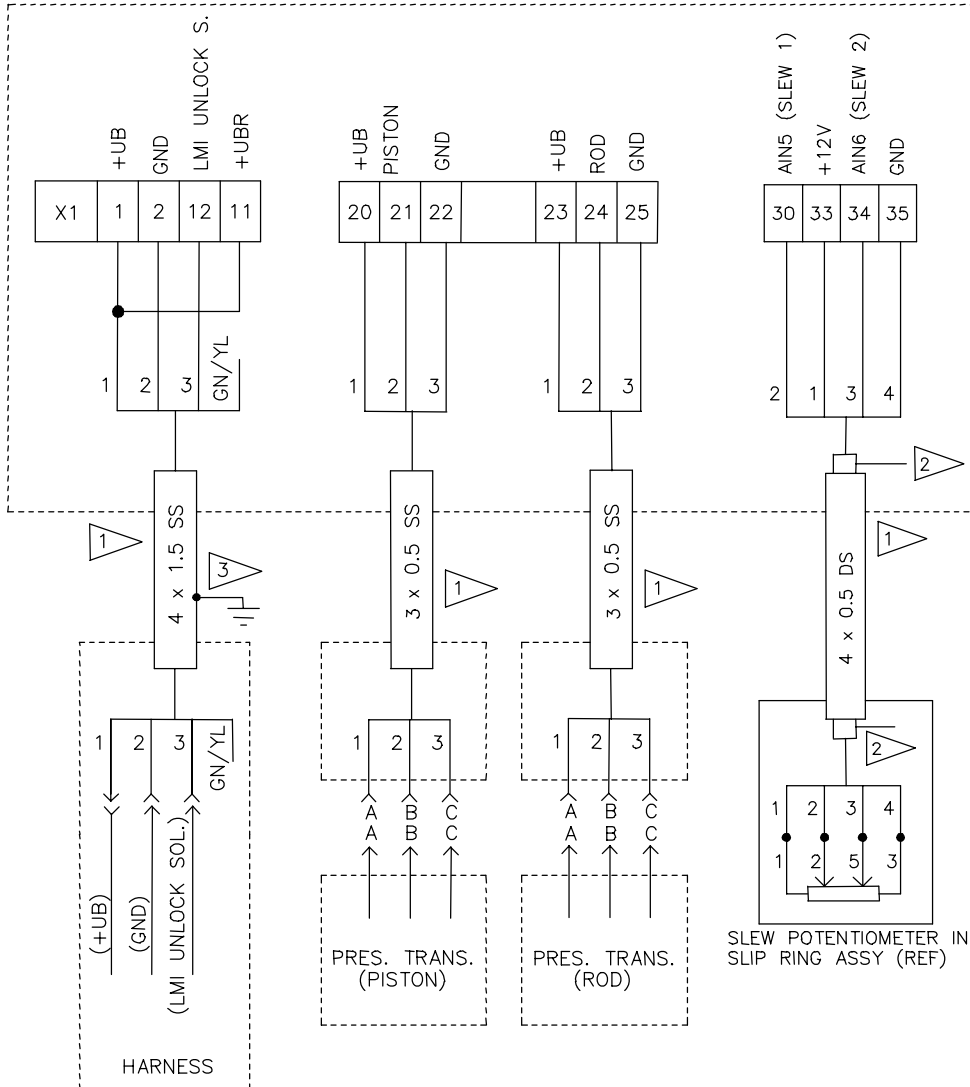 +UB
GND
LMI UNLOCK S.
+UBR
+UB
PISTON
GND
+UB
ROD
GND
AIN5 (SLEW 1)
+12V
AIN6 (SLEW 2)
GND
X1 1 2 12 11
20 21 22
23 24 25
30 33 34 35
1 2 3 GN/YL
1 2 3
1 2 3
2 1 3 4
2
1
4 x 1.5 SS
3
3 x 0.5 SS
1
3 x 0.5 SS
1
4 x 0.5 DS
1
2
1 2 3 GN/YL
1 2 3
1 2 3
1 2 3 4
1 2 5 3
A B C
A B C
A B C
A B C
(+UB)
(GND)
(LMI UNLOCK SOL.)
PRES. TRANS.
(PISTON)
PRES. TRANS.
(ROD)
SLEW POTENTIOMETER IN
SLIP RING ASSY (REF)
HARNESS